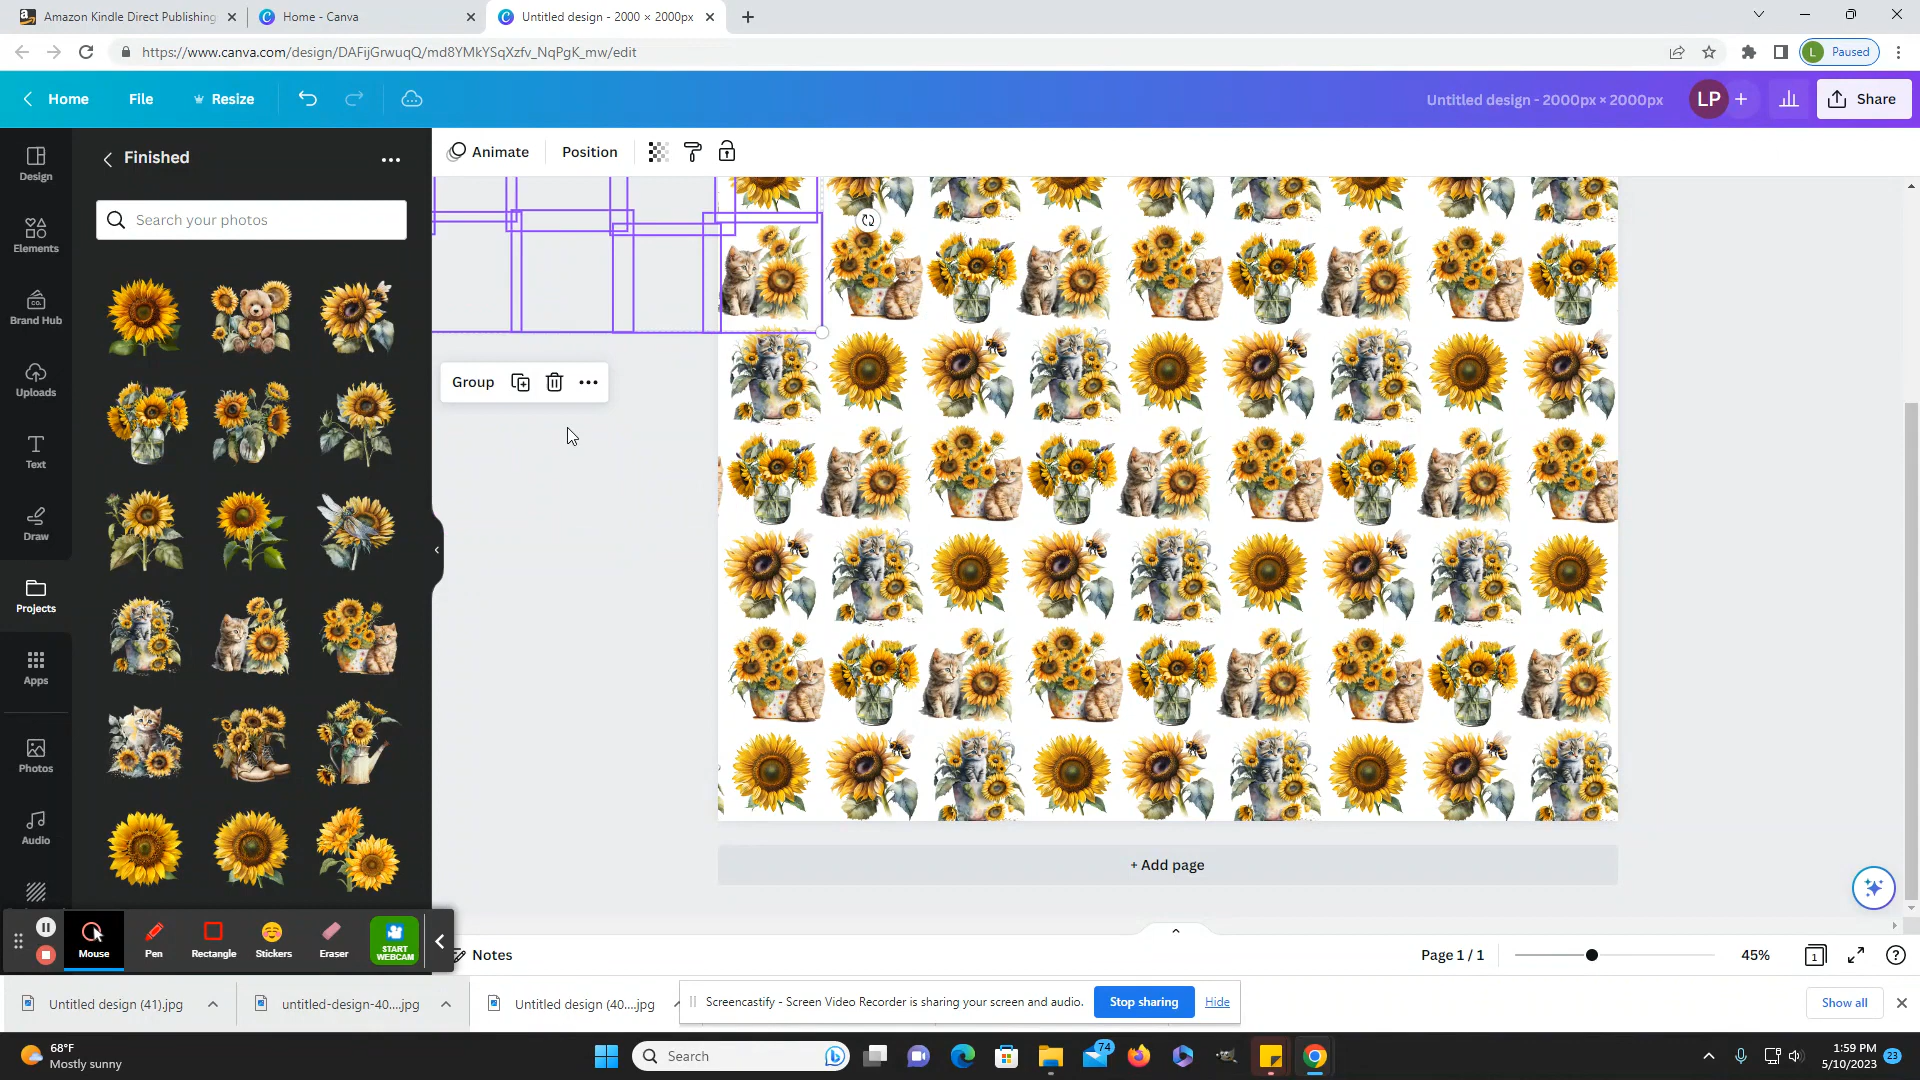 Amazon Kindle Direct Publishing
Home - Canva
Untitled design - 2000 × 2000px
https://www.canva.com/design/DAFijGrwuqQ/md8YMkYSqXzfv_NqPgK_mw/edit
L
Paused
Home
File
Resize
Untitled design - 2000px × 2000px
LP
+
Share
Design
Elements
Brand Hub
Uploads
Text
Draw
Projects
Apps
Photos
Audio
Finished
Search your photos
Animate
Position
Group
+ Add page
Mouse
Pen
Rectangle
Stickers
Eraser
START
WEBCAM
Notes
Page 1 / 1
45%
1
Untitled design (41).jpg
untitled-design-40....jpg
Untitled design (40....jpg
Screencastify - Screen Video Recorder is sharing your screen and audio.
Stop sharing
Hide
Show all
68°F
Mostly sunny
Search
74
1:59 PM
5/10/2023
23